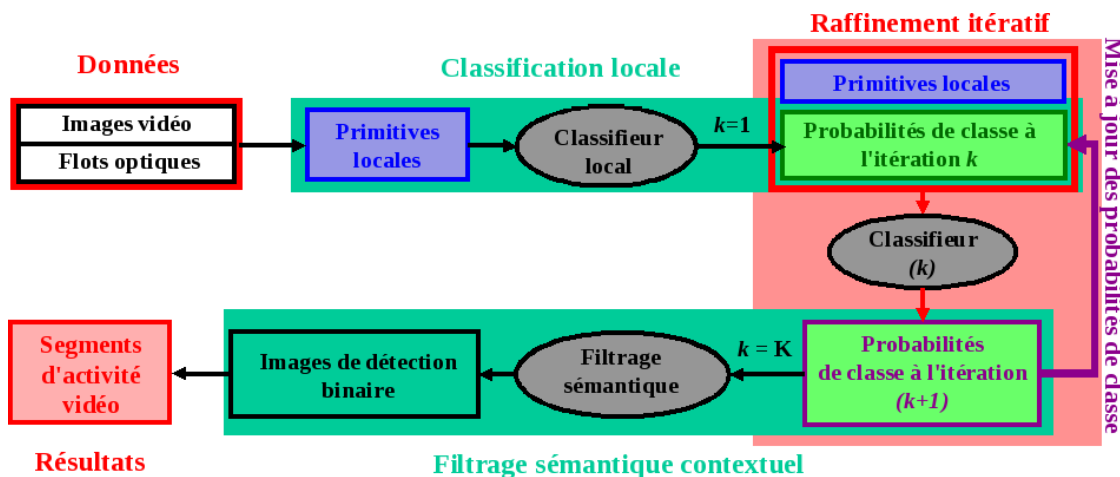 Raffinement itératif
Données
Classification locale
Images vidéo
Flots optiques
Primitives
locales
Classifieur
local
k=1
Primitives locales
Probabilités de classe à
l'itération k
Mise à jour des probabilités de classe
Classifieur
(k)
Segments
d'activité
vidéo
Images de détection
binaire
Filtrage
sémantique
k = K
Probabilités
de classe à l'itération
(k+1)
Résultats
Filtrage sémantique contextuel